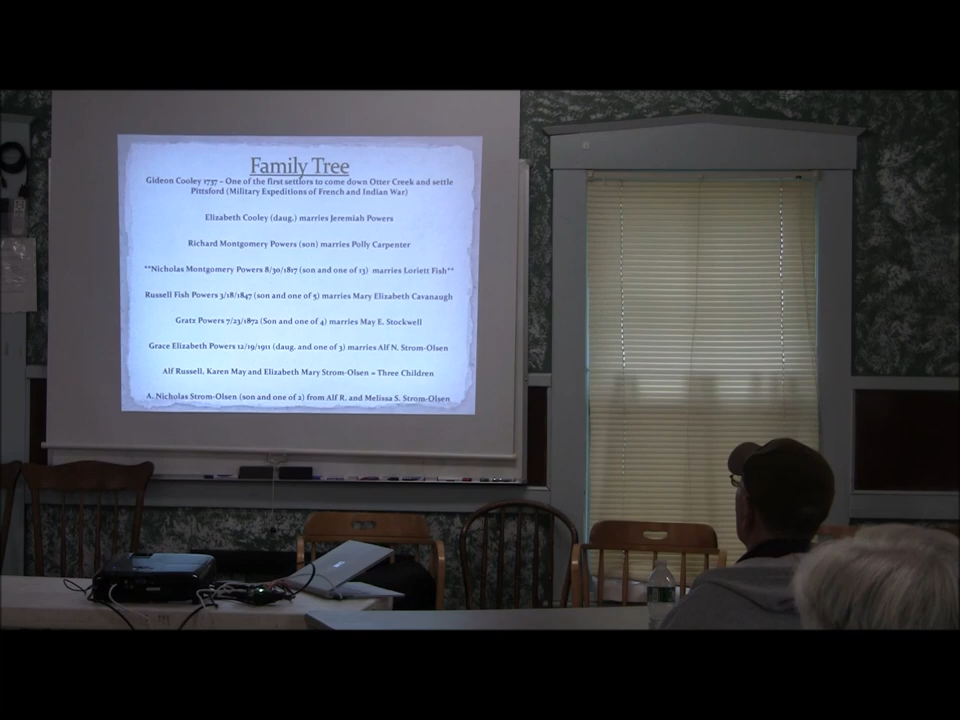 Family Tree
Gideon Cooley 1737 – One of the first settlors to come down Otter Creek and settle
Pittsford (Military Expeditions of French and Indian War)
Elizabeth Cooley (daug.) marries Jeremiah Powers
Richard Montgomery Powers (son) marries Polly Carpenter
**Nicholas Montgomery Powers 8/30/1817 (son and one of 13) marries Loriett Fish**
Russell Fish Powers 3/18/1847 (son and one of 5) marries Mary Elizabeth Cavanaugh
Gratz Powers 7/23/1872 (Son and one of 4) marries May E. Stockwell
Grace Elizabeth Powers 12/19/1911 (daug. and one of 3) marries Alf N. Strom-Olsen
Alf Russell, Karen May and Elizabeth Mary Strom-Olsen = Three Children
A. Nicholas Strom-Olsen (son and one of 2) from Alf R. and Melissa S. Strom-Olsen